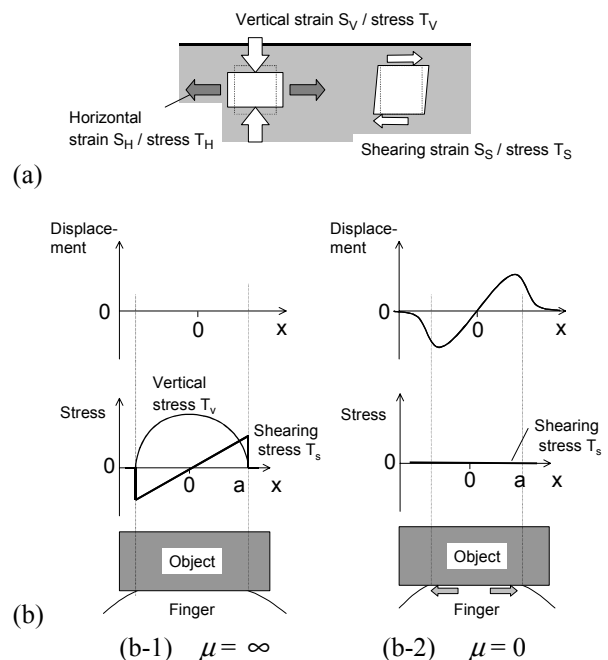 Vertical strain S_V / stress T_V
Horizontal
strain S_H / stress T_H
Shearing strain S_S / stress T_S
(a)
Displace-
ment
0
0
x
Displace-
ment
0
0
x
Stress
Vertical
stress T_v
Shearing
stress T_s
0
0
a
x
Stress
Shearing
stress T_s
0
0
a
x
Object
Finger
Object
Finger
(b)
(b-1) μ = ∞
(b-2) μ = 0